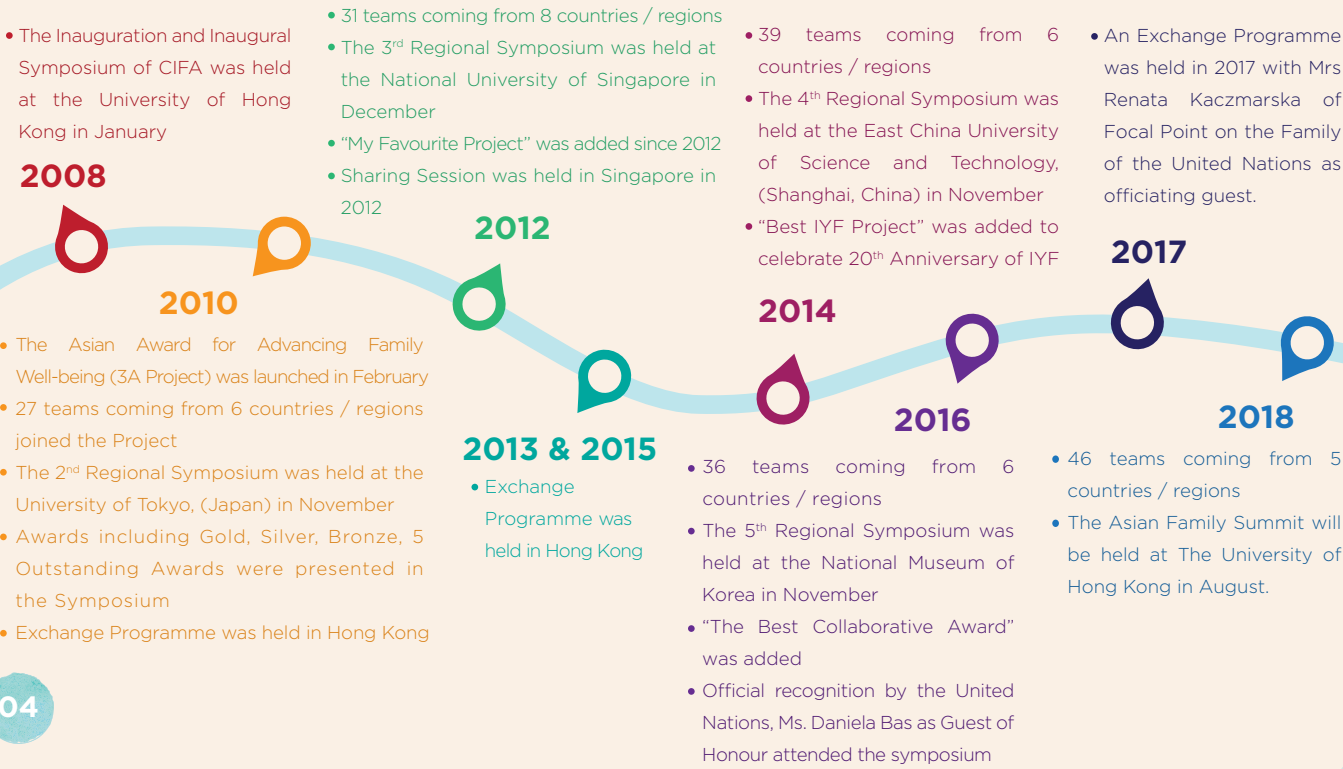 • The Inauguration and Inaugural
Symposium of CIFA was held
at the University of Hong
Kong in January
2008
2010
• The Asian Award for Advancing Family
Well-being (3A Project) was launched in February
• 27 teams coming from 6 countries / regions
joined the Project
• The 2nd Regional Symposium was held at the
University of Tokyo, (Japan) in November
• Awards including Gold, Silver, Bronze, 5
Outstanding Awards were presented in
the Symposium
• Exchange Programme was held in Hong Kong
• 31 teams coming from 8 countries / regions
• The 3rd Regional Symposium was held at
the National University of Singapore in
December
• “My Favourite Project” was added since 2012
• Sharing Session was held in Singapore in
2012
2012
2013 & 2015
• Exchange
Programme was
held in Hong Kong
• 39 teams coming from 6
countries / regions
• The 4th Regional Symposium was
held at the East China University
of Science and Technology,
(Shanghai, China) in November
• “Best IYF Project” was added to
celebrate 20th Anniversary of IYF
2014
2016
• 36 teams coming from 6
countries / regions
• The 5th Regional Symposium was
held at the National Museum of
Korea in November
• “The Best Collaborative Award”
was added
• Official recognition by the United
Nations, Ms. Daniela Bas as Guest of
Honour attended the symposium
• An Exchange Programme
was held in 2017 with Mrs
Renata Kaczmarska of
Focal Point on the Family
of the United Nations as
officiating guest.
2017
2018
• 46 teams coming from 5
countries / regions
• The Asian Family Summit will
be held at The University of
Hong Kong in August.
04